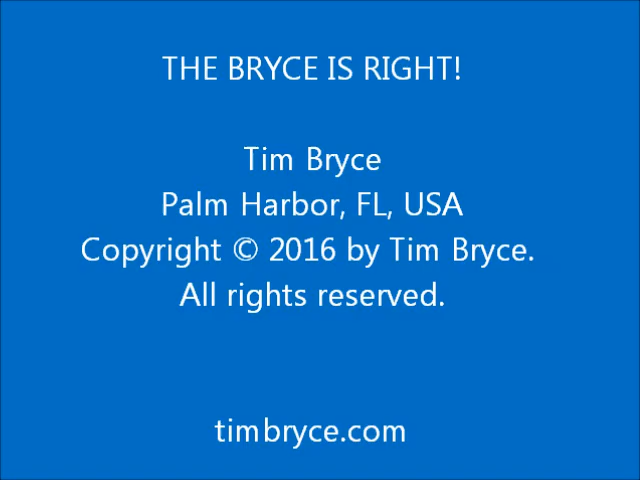 THE BRYCE IS RIGHT!
Tim Bryce
Palm Harbor, FL, USA
Copyright © 2016 by Tim Bryce.
All rights reserved.
timbryce.com